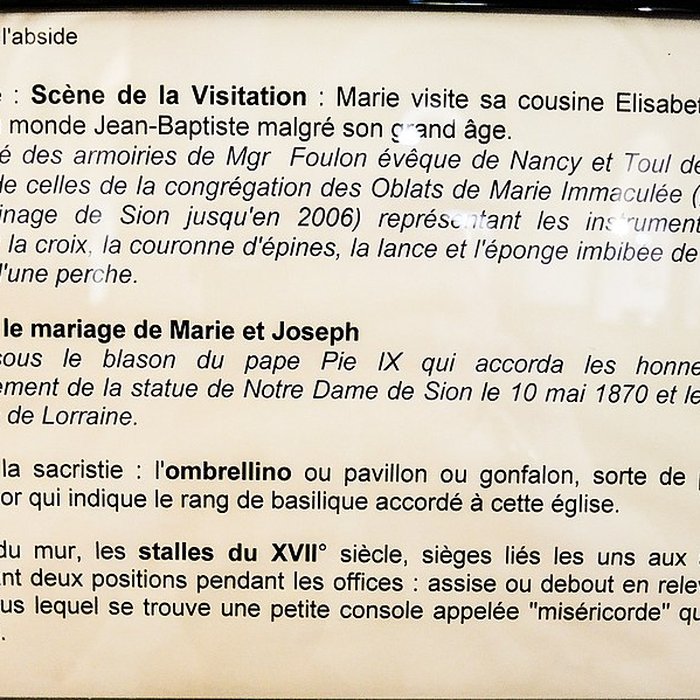 l'abside
: Scène de la Visitation : Marie visite sa cousine Elisabet
monde Jean-Baptiste malgré son grand âge.
é des armoiries de Mgr Foulon évêque de Nancy et Toul de
de celles de la congrégation des Oblats de Marie Immaculée (
inage de Sion jusqu'en 2006) représentant les instrument
la croix, la couronne d'épines, la lance et l'éponge imbibée de
d'une perche.
le mariage de Marie et Joseph
sous le blason du pape Pie IX qui accorda les honne
ement de la statue de Notre Dame de Sion le 10 mai 1870 et le
de Lorraine.
la sacristie : l'ombrellino ou pavillon ou gonfalon, sorte de p
or qui indique le rang de basilique accordé à cette église.
du mur, les stalles du XVII° siècle, sièges liés les uns aux
nt deux positions pendant les offices : assise ou debout en relev
us lequel se trouve une petite console appelée "miséricorde" qu
.